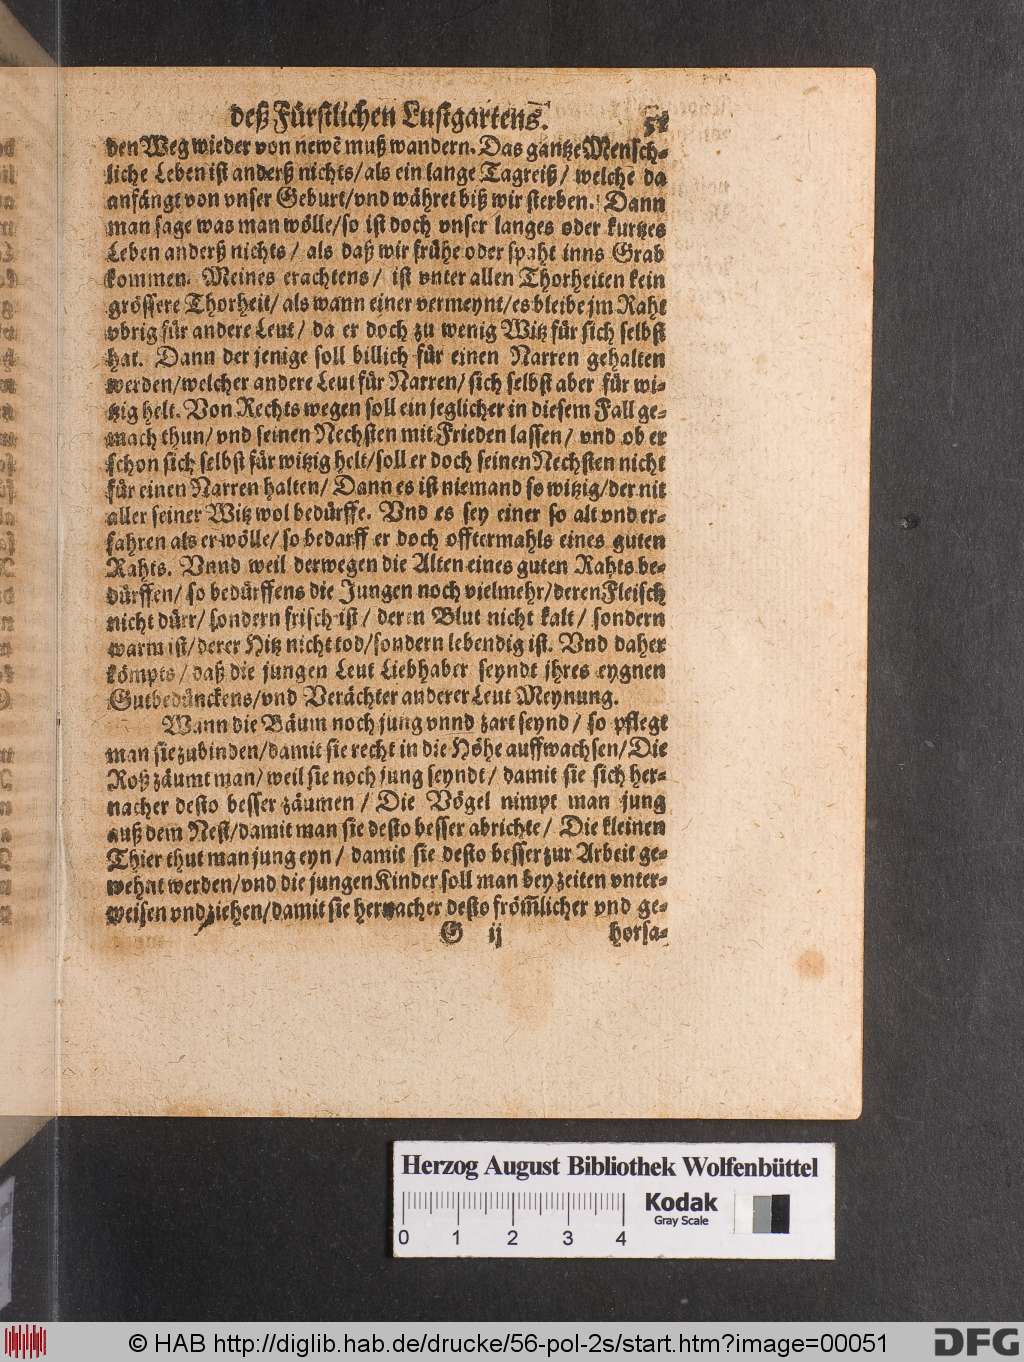 deß Fürstlichen Lustgartens. 51
den Weg wieder von newẽ muß wandern. Das gantze Mensch-
liche Leben ist anderß nichts/ als ein lange Tagreiß/ welche da
anfängt von vnser Geburt/ vnd währet biß wir sterben. Dann
man sage was man wölle/ so ist doch vnser langes oder kurtzes
Leben anderß nichts/ als daß wir frühe oder spaht inns Grab
kommen. Meines erachtens/ ist vnter allen Thorheiten kein
grössere Thorheit/ als wann einer vermeynt/ es bleibe jm Raht
vbrig für andere Leut/ da er doch zu wenig Witz für sich selbst
hat. Dann der jenige soll billich für einen Narren gehalten
werden/ welcher andere Leut für Narren/ sich selbst aber für wi-
tzig helt. Von Rechts wegen soll ein jeglicher in diesem Fall ge-
mach thun/ vnd seinen Nechsten mit Frieden lassen/ vnd ob er
schon sich selbst für witzig helt/ soll er doch seinen Nechsten nicht
für einen Narren halten/ Dann es ist niemand so witzig/ der nit
aller seiner Witz wol bedürffe. Vnd es sey einer so alt vnd er-
fahren als er wölle/ so bedarff er doch offtermahls eines guten
Rahts. Vnnd weil derwegen die Alten eines guten Rahts be-
dürffen/ so bedürffens die Jungen noch vielmehr/ deren Fleisch
nicht dürr/ sondern frisch ist/ deren Blut nicht kalt/ sondern
warm ist/ derer Hitz nicht tod/ sondern lebendig ist. Vnd daher
kömpts/ daß die jungen Leut Liebhaber seyndt jhres eygnen
Gutbedünckens/ vnd Verächter anderer Leut Meynung.
Wann die Bäum noch jung vnnd zart seynd/ so pflegt
man sie zubinden/ damit sie recht in die Höhe auffwachsen/ Die
Roß zäumt man/ weil sie noch jung seyndt/ damit sie sich her-
nacher desto besser zäumen/ Die Vögel nimpt man jung
auß dem Nest/ damit man sie desto besser abrichte/ Die kleinen
Thier thut man jung eyn/ damit sie desto besser zur Arbeit ge-
wehnt werden/ vnd die jungen Kinder soll man bey zeiten vnter-
weisen vnd ziehen/ damit sie hernacher desto fröm̃licher vnd ge-
G ij horsa-
Herzog August Bibliothek Wolfenbüttel
Kodak
Gray Scale
0 1 2 3 4
© HAB http://diglib.hab.de/drucke/56-pol-2s/start.htm?image=00051
DFG